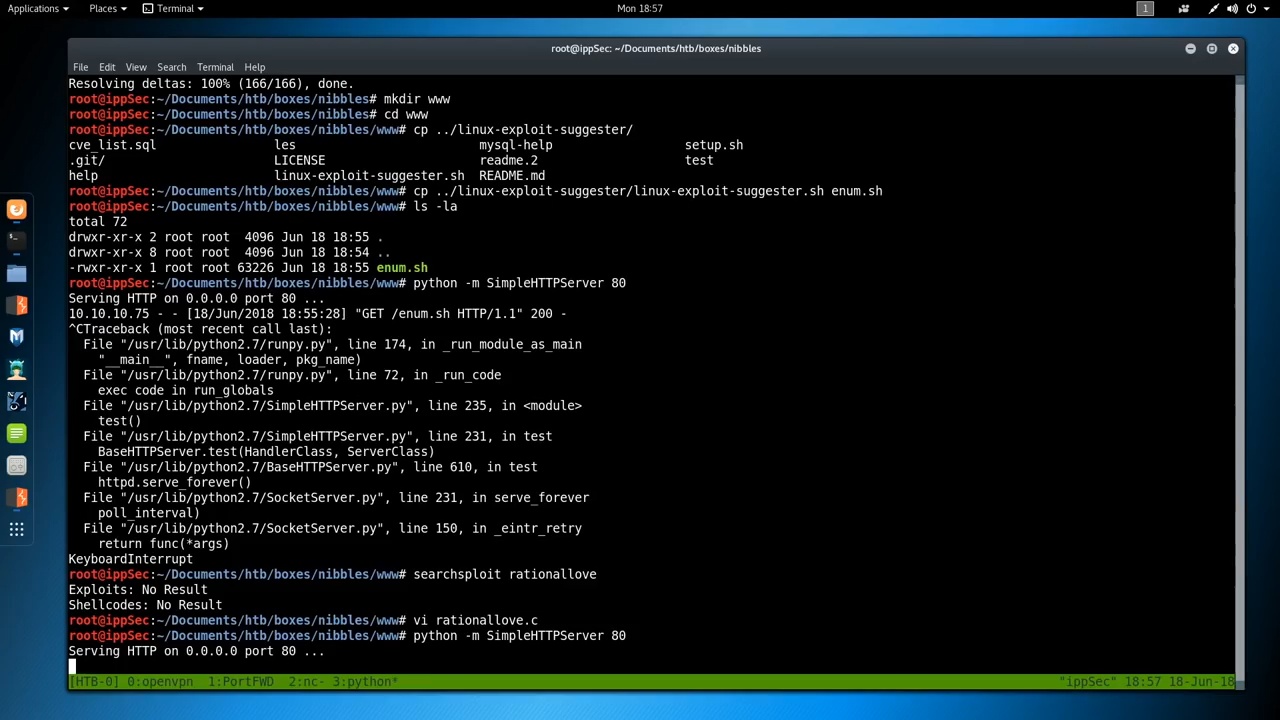 Applications Places Terminal Mon 18:57 1
root@ippSec: ~/Documents/htb/boxes/nibbles
File Edit View Search Terminal Help
Resolving deltas: 100% (166/166), done.
root@ippSec:~/Documents/htb/boxes/nibbles# mkdir www
root@ippSec:~/Documents/htb/boxes/nibbles# cd www
root@ippSec:~/Documents/htb/boxes/nibbles/www# cp ../linux-exploit-suggester/
cve_list.sql les mysql-help setup.sh
.git/ LICENSE readme.2 test
help linux-exploit-suggester.sh README.md
root@ippSec:~/Documents/htb/boxes/nibbles/www# cp ../linux-exploit-suggester/linux-exploit-suggester.sh enum.sh
root@ippSec:~/Documents/htb/boxes/nibbles/www# ls -la
total 72
drwxr-xr-x 2 root root 4096 Jun 18 18:55 .
drwxr-xr-x 8 root root 4096 Jun 18 18:54 ..
-rwxr-xr-x 1 root root 63226 Jun 18 18:55 enum.sh
root@ippSec:~/Documents/htb/boxes/nibbles/www# python -m SimpleHTTPServer 80
Serving HTTP on 0.0.0.0 port 80 ...
10.10.10.75 - - [18/Jun/2018 18:55:28] "GET /enum.sh HTTP/1.1" 200 -
^CTraceback (most recent call last):
File "/usr/lib/python2.7/runpy.py", line 174, in _run_module_as_main
"__main__", fname, loader, pkg_name)
File "/usr/lib/python2.7/runpy.py", line 72, in _run_code
exec code in run_globals
File "/usr/lib/python2.7/SimpleHTTPServer.py", line 235, in <module>
test()
File "/usr/lib/python2.7/SimpleHTTPServer.py", line 231, in test
BaseHTTPServer.test(HandlerClass, ServerClass)
File "/usr/lib/python2.7/BaseHTTPServer.py", line 610, in test
httpd.serve_forever()
File "/usr/lib/python2.7/SocketServer.py", line 231, in serve_forever
poll_interval)
File "/usr/lib/python2.7/SocketServer.py", line 150, in _eintr_retry
return func(*args)
KeyboardInterrupt
root@ippSec:~/Documents/htb/boxes/nibbles/www# searchsploit rationallove
Exploits: No Result
Shellcodes: No Result
root@ippSec:~/Documents/htb/boxes/nibbles/www# vi rationallove.c
root@ippSec:~/Documents/htb/boxes/nibbles/www# python -m SimpleHTTPServer 80
Serving HTTP on 0.0.0.0 port 80 ...
[HTB-0] 0:openvpn 1:PortFWD 2:nc- 3:python* "ippSec" 18:57 18-Jun-18